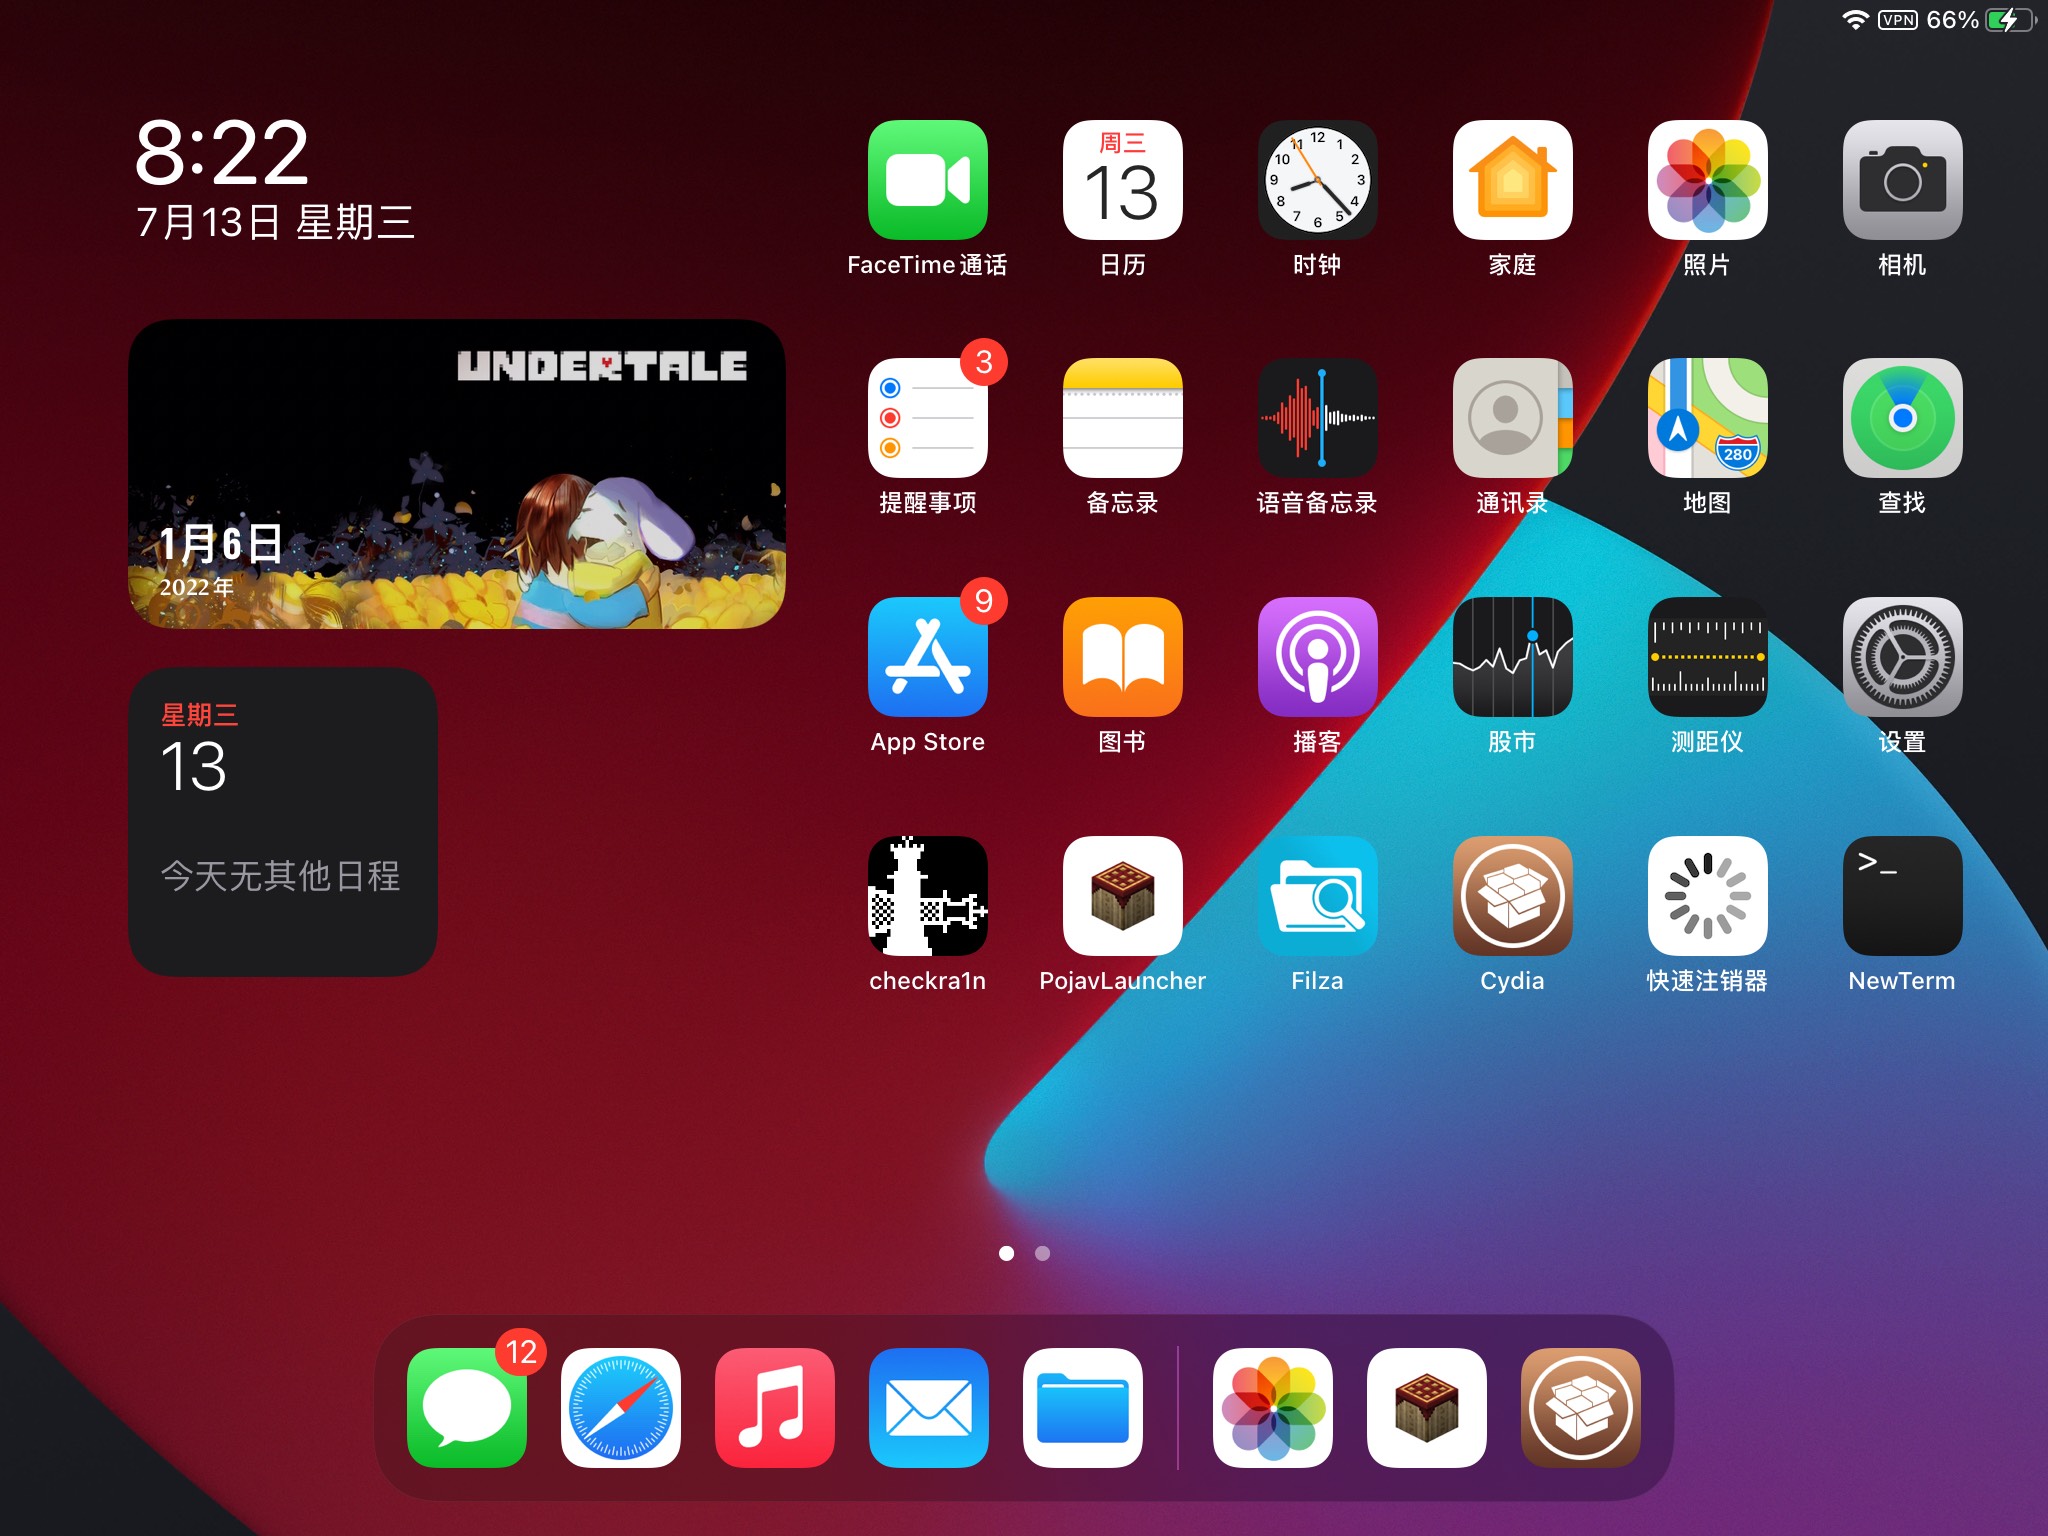 VPN 66%
8:22
7月13日 星期三
UNDERTALE
1月6日
2022年
星期三
13
今天无其他日程
周三
13
12
1
2
3
4
5
6
7
8
9
10
11
FaceTime通话
日历
时钟
家庭
照片
相机
3
280
提醒事项
备忘录
语音备忘录
通讯录
地图
查找
9
App Store
图书
播客
股市
测距仪
设置
>_
checkra1n
PojavLauncher
Filza
Cydia
快速注销器
NewTerm
12